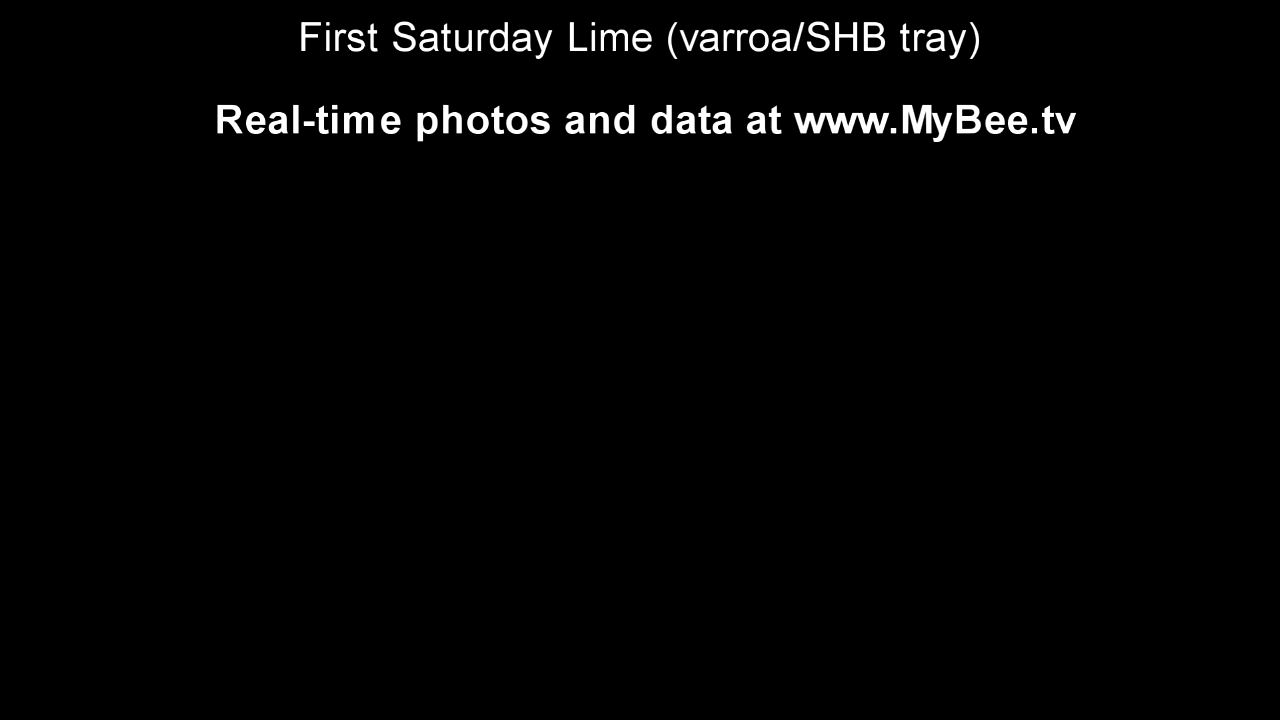 First Saturday Lime (varroa/SHB tray)
Real-time photos and data at www.MyBee.tv